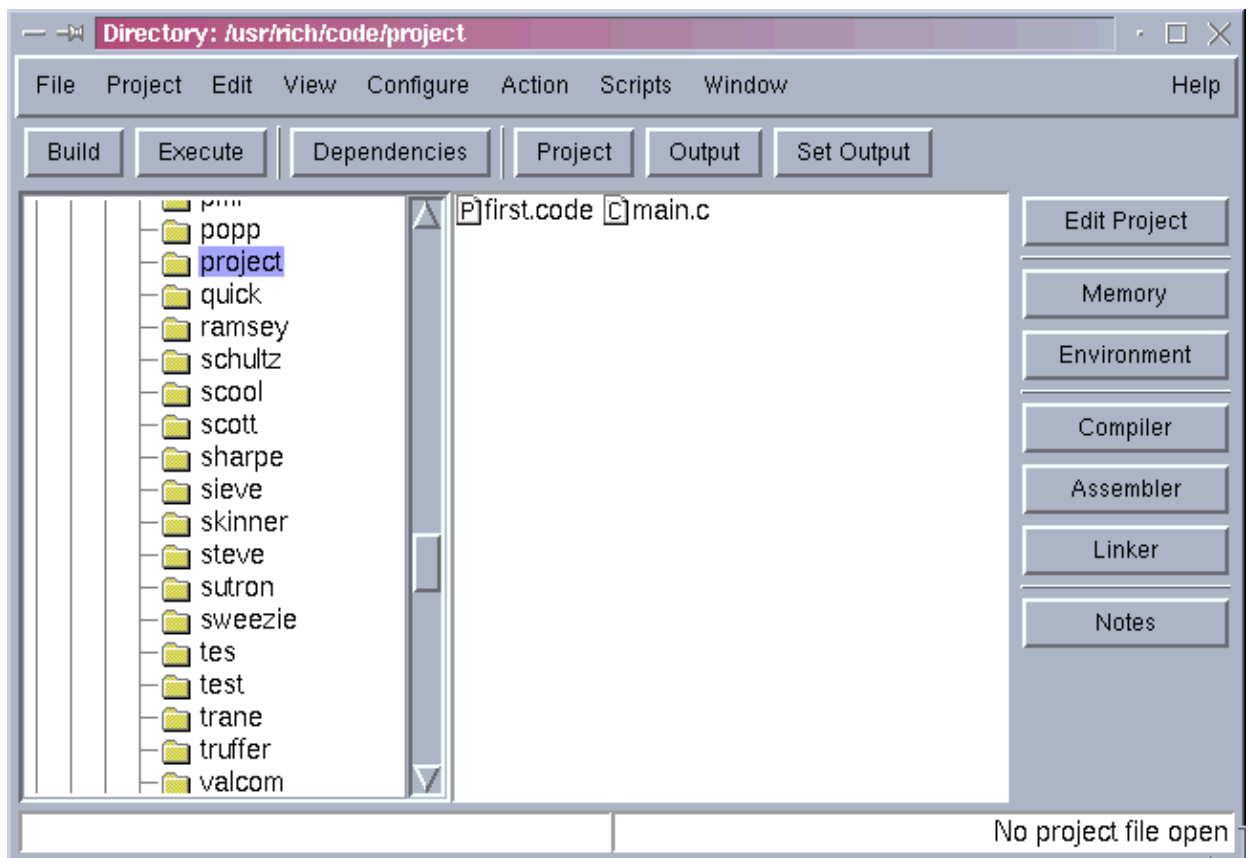 Directory: /usr/rich/code/project
File Project Edit View Configure Action Scripts Window Help
Build Execute Dependencies Project Output Set Output
popp
project
quick
ramsey
schultz
scool
scott
sharpe
sieve
skinner
steve
sutron
sweezie
tes
test
trane
truffer
valcom
P first.code C main.c
Edit Project
Memory
Environment
Compiler
Assembler
Linker
Notes
No project file open